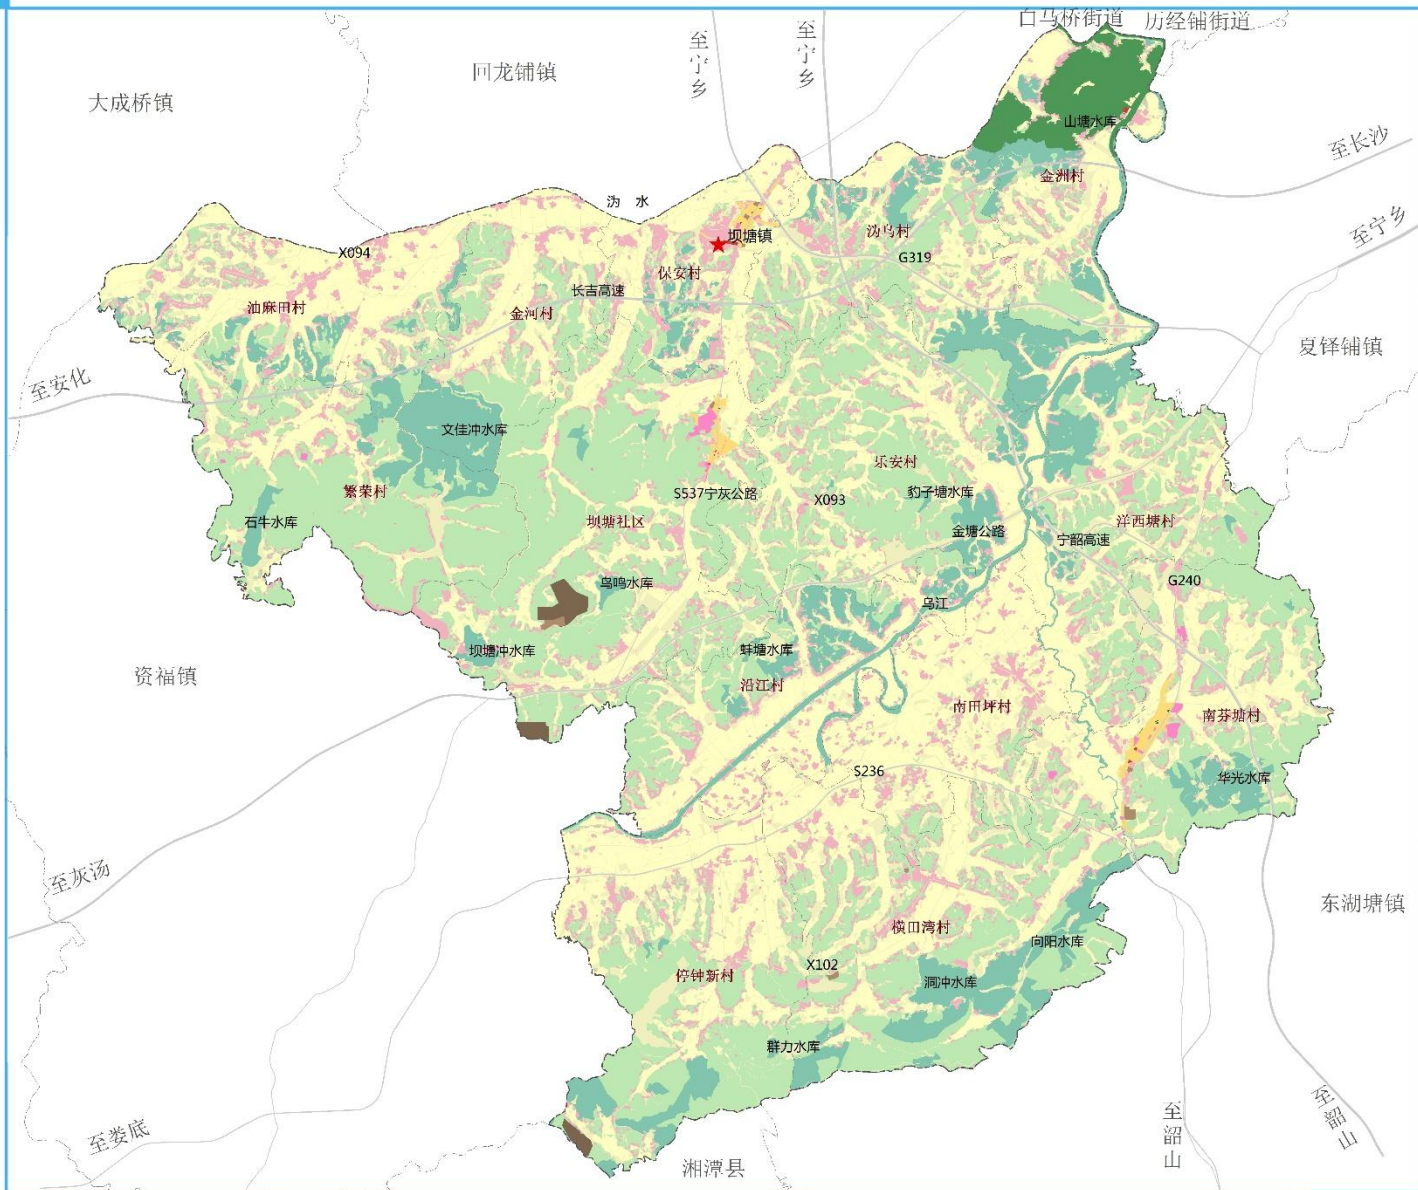 白马桥街道
历经铺街道
回龙铺镇
至宁乡
至宁乡
大成桥镇
山塘水库
至长沙
金洲村
沩水
至宁乡
坝塘镇
沩乌村
X094
G319
保安村
长吉高速
油麻田村
金河村
夏铎铺镇
至安化
文佳冲水库
乐安村
繁荣村
S537宁灰公路
X093
豹子塘水库
石牛水库
坝塘社区
洋西塘村
金塘公路
宁韶高速
鸟鸣水库
G240
乌江
坝塘冲水库
蚌塘水库
资福镇
沿江村
南田坪村
南芬塘村
S236
华光水库
至灰汤
东湖塘镇
横田湾村
向阳水库
X102
停钟新村
洞冲水库
群力水库
至娄底
至韶山
至韶山
湘潭县